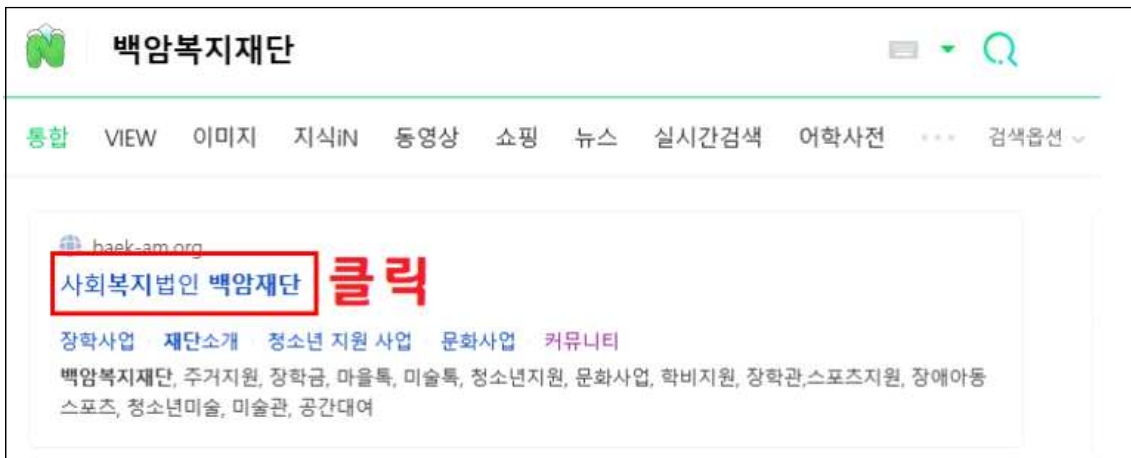 백암복지재단
통합 VIEW 이미지 지식iN 동영상 쇼핑 뉴스 실시간검색 어학사전 ··· 검색옵션
baek-am.org
사회복지법인 백암재단 클릭
장학사업 · 재단소개 · 청소년 지원 사업 · 문화사업 · 커뮤니티
백암복지재단, 주거지원, 장학금, 마을톡, 미술톡, 청소년지원, 문화사업, 학비지원, 장학관,스포츠지원, 장애아동
스포츠, 청소년미술, 미술관, 공간대여